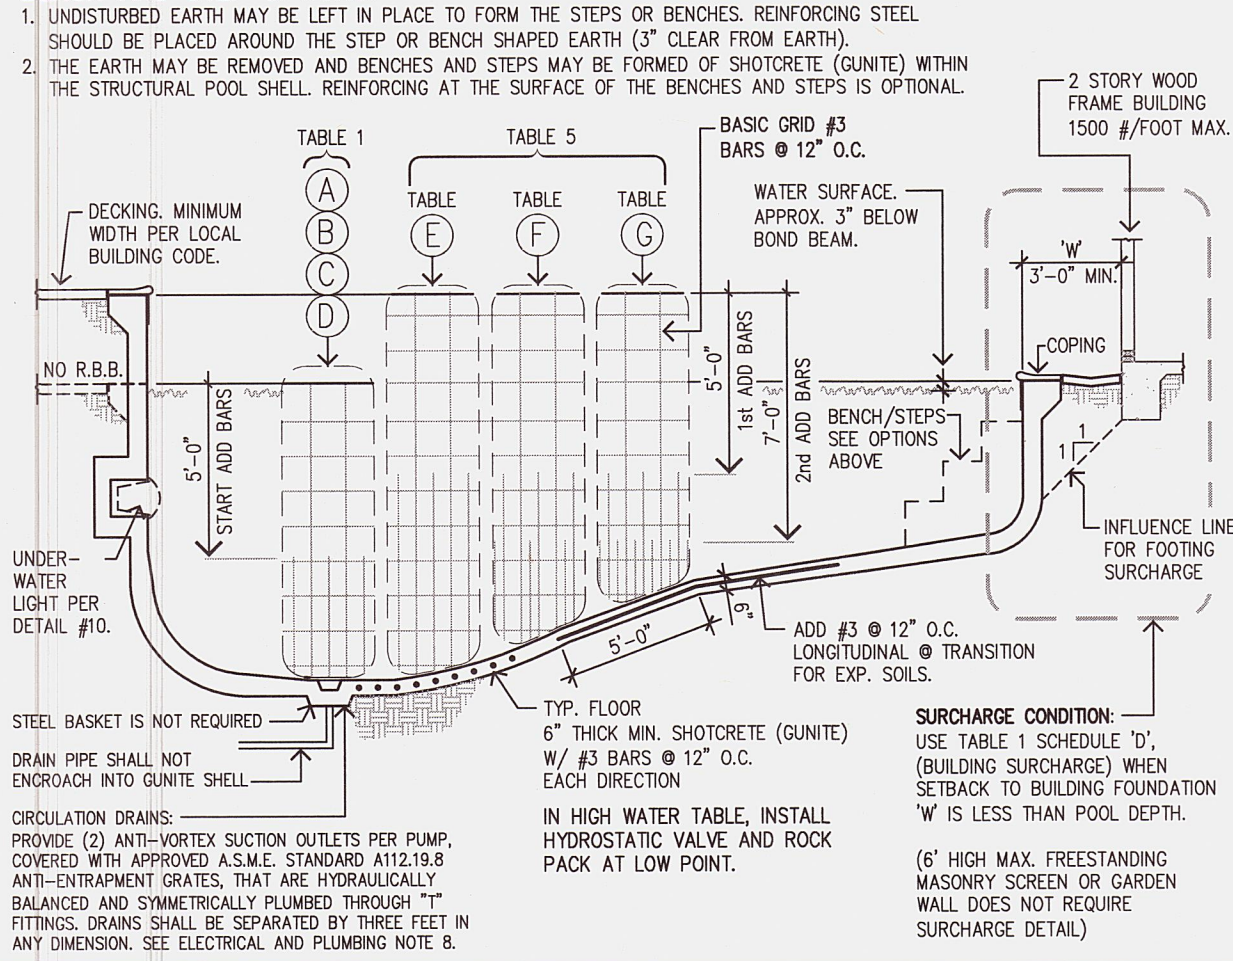 1. UNDISTURBED EARTH MAY BE LEFT IN PLACE TO FORM THE STEPS OR BENCHES. REINFORCING STEEL
SHOULD BE PLACED AROUND THE STEP OR BENCH SHAPED EARTH (3" CLEAR FROM EARTH).
2. THE EARTH MAY BE REMOVED AND BENCHES AND STEPS MAY BE FORMED OF SHOTCRETE (GUNITE) WITHIN
THE STRUCTURAL POOL SHELL. REINFORCING AT THE SURFACE OF THE BENCHES AND STEPS IS OPTIONAL.
2 STORY WOOD
FRAME BUILDING
1500 #/FOOT MAX.
TABLE 1
A
B
C
D
TABLE 5
TABLE
E
TABLE
F
TABLE
G
BASIC GRID #3
BARS @ 12" O.C.
WATER SURFACE.
APPROX. 3" BELOW
BOND BEAM.
DECKING. MINIMUM
WIDTH PER LOCAL
BUILDING CODE.
'W'
3'-0" MIN.
COPING
NO R.B.B.
5'-0"
START ADD BARS
5'-0"
1st ADD BARS
7'-0"
2nd ADD BARS
BENCH/STEPS
SEE OPTIONS
ABOVE
1
1
INFLUENCE LINE
FOR FOOTING
SURCHARGE
UNDER-
WATER
LIGHT PER
DETAIL #10.
9"
5'-0"
ADD #3 @ 12" O.C.
LONGITUDINAL @ TRANSITION
FOR EXP. SOILS.
STEEL BASKET IS NOT REQUIRED
DRAIN PIPE SHALL NOT
ENCROACH INTO GUNITE SHELL
CIRCULATION DRAINS:
PROVIDE (2) ANTI-VORTEX SUCTION OUTLETS PER PUMP,
COVERED WITH APPROVED A.S.M.E. STANDARD A112.19.8
ANTI-ENTRAPMENT GRATES, THAT ARE HYDRAULICALLY
BALANCED AND SYMMETRICALLY PLUMBED THROUGH "T"
FITTINGS. DRAINS SHALL BE SEPARATED BY THREE FEET IN
ANY DIMENSION. SEE ELECTRICAL AND PLUMBING NOTE 8.
TYP. FLOOR
6" THICK MIN. SHOTCRETE (GUNITE)
W/ #3 BARS @ 12" O.C.
EACH DIRECTION
IN HIGH WATER TABLE, INSTALL
HYDROSTATIC VALVE AND ROCK
PACK AT LOW POINT.
SURCHARGE CONDITION:
USE TABLE 1 SCHEDULE 'D',
(BUILDING SURCHARGE) WHEN
SETBACK TO BUILDING FOUNDATION
'W' IS LESS THAN POOL DEPTH.
(6' HIGH MAX. FREESTANDING
MASONRY SCREEN OR GARDEN
WALL DOES NOT REQUIRE
SURCHARGE DETAIL)